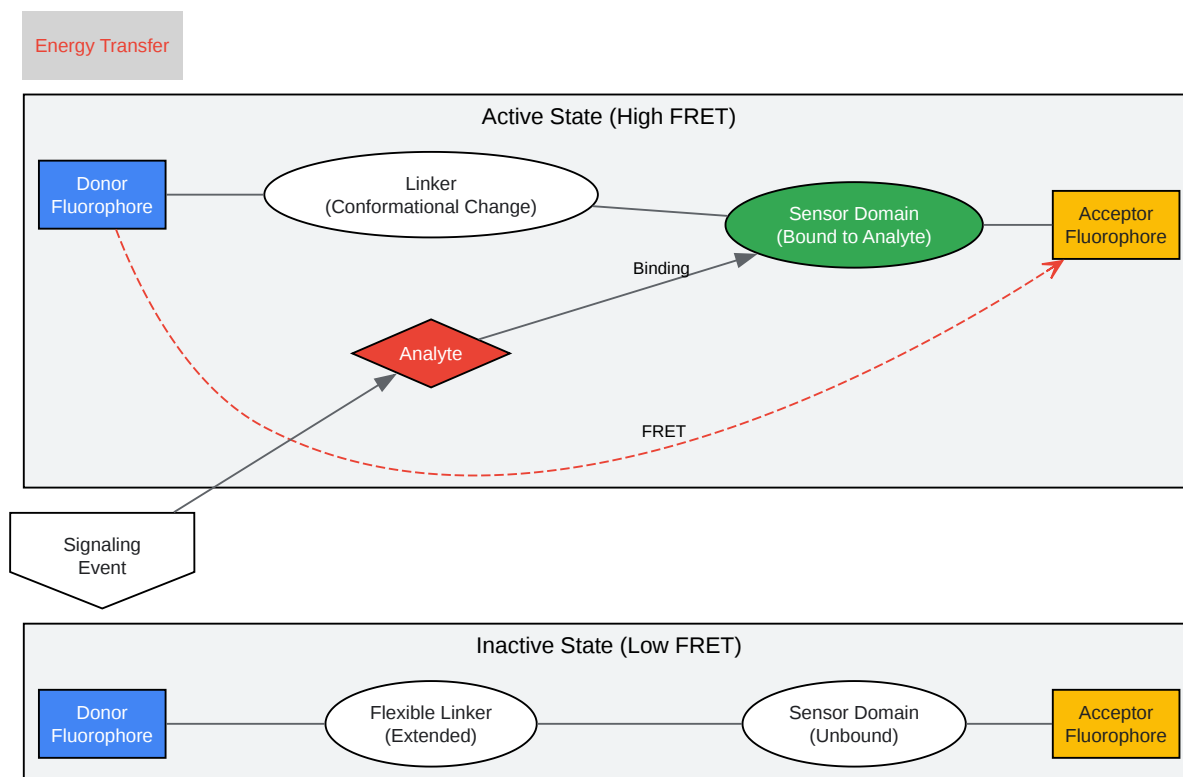 Energy Transfer
Active State (High FRET)
Donor
Fluorophore
Linker
(Conformational Change)
Sensor Domain
(Bound to Analyte)
Acceptor
Fluorophore
Binding
Analyte
FRET
Signaling
Event
Inactive State (Low FRET)
Donor
Fluorophore
Flexible Linker
(Extended)
Sensor Domain
(Unbound)
Acceptor
Fluorophore